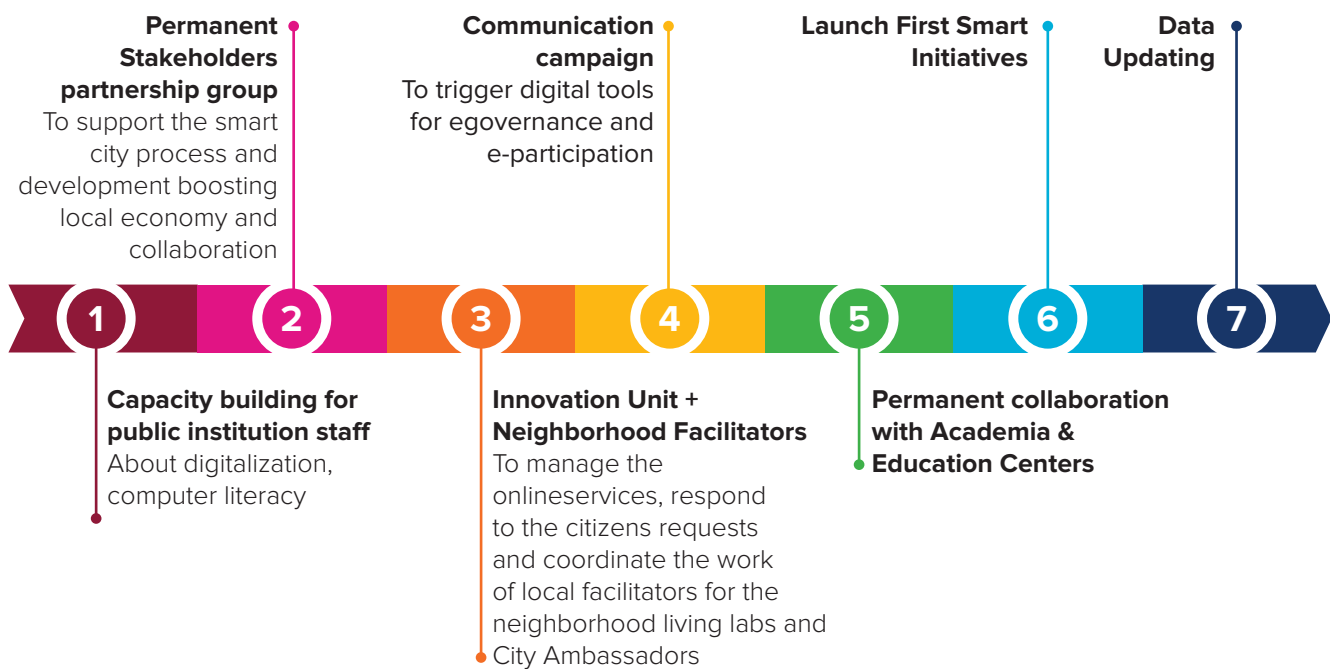 Permanent
Stakeholders
partnership group
To support the smart
city process and
development boosting
local economy and
collaboration
Communication
campaign
To trigger digital tools
for egovernance and
e-participation
Launch First Smart
Initiatives
Data
Updating
1
2
3
4
5
6
7
Capacity building for
public institution staff
About digitalization,
computer literacy
Innovation Unit +
Neighborhood Facilitators
To manage the
onlineservices, respond
to the citizens requests
and coordinate the work
of local facilitators for the
neighborhood living labs and
City Ambassadors
Permanent collaboration
with Academia &
Education Centers